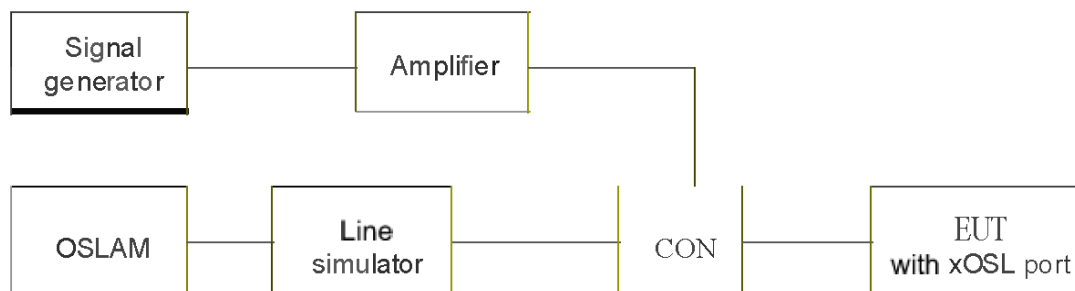 Signal
generator
Amplifier
OSLAM
Line
simulator
CON
EUT
with xOSL port